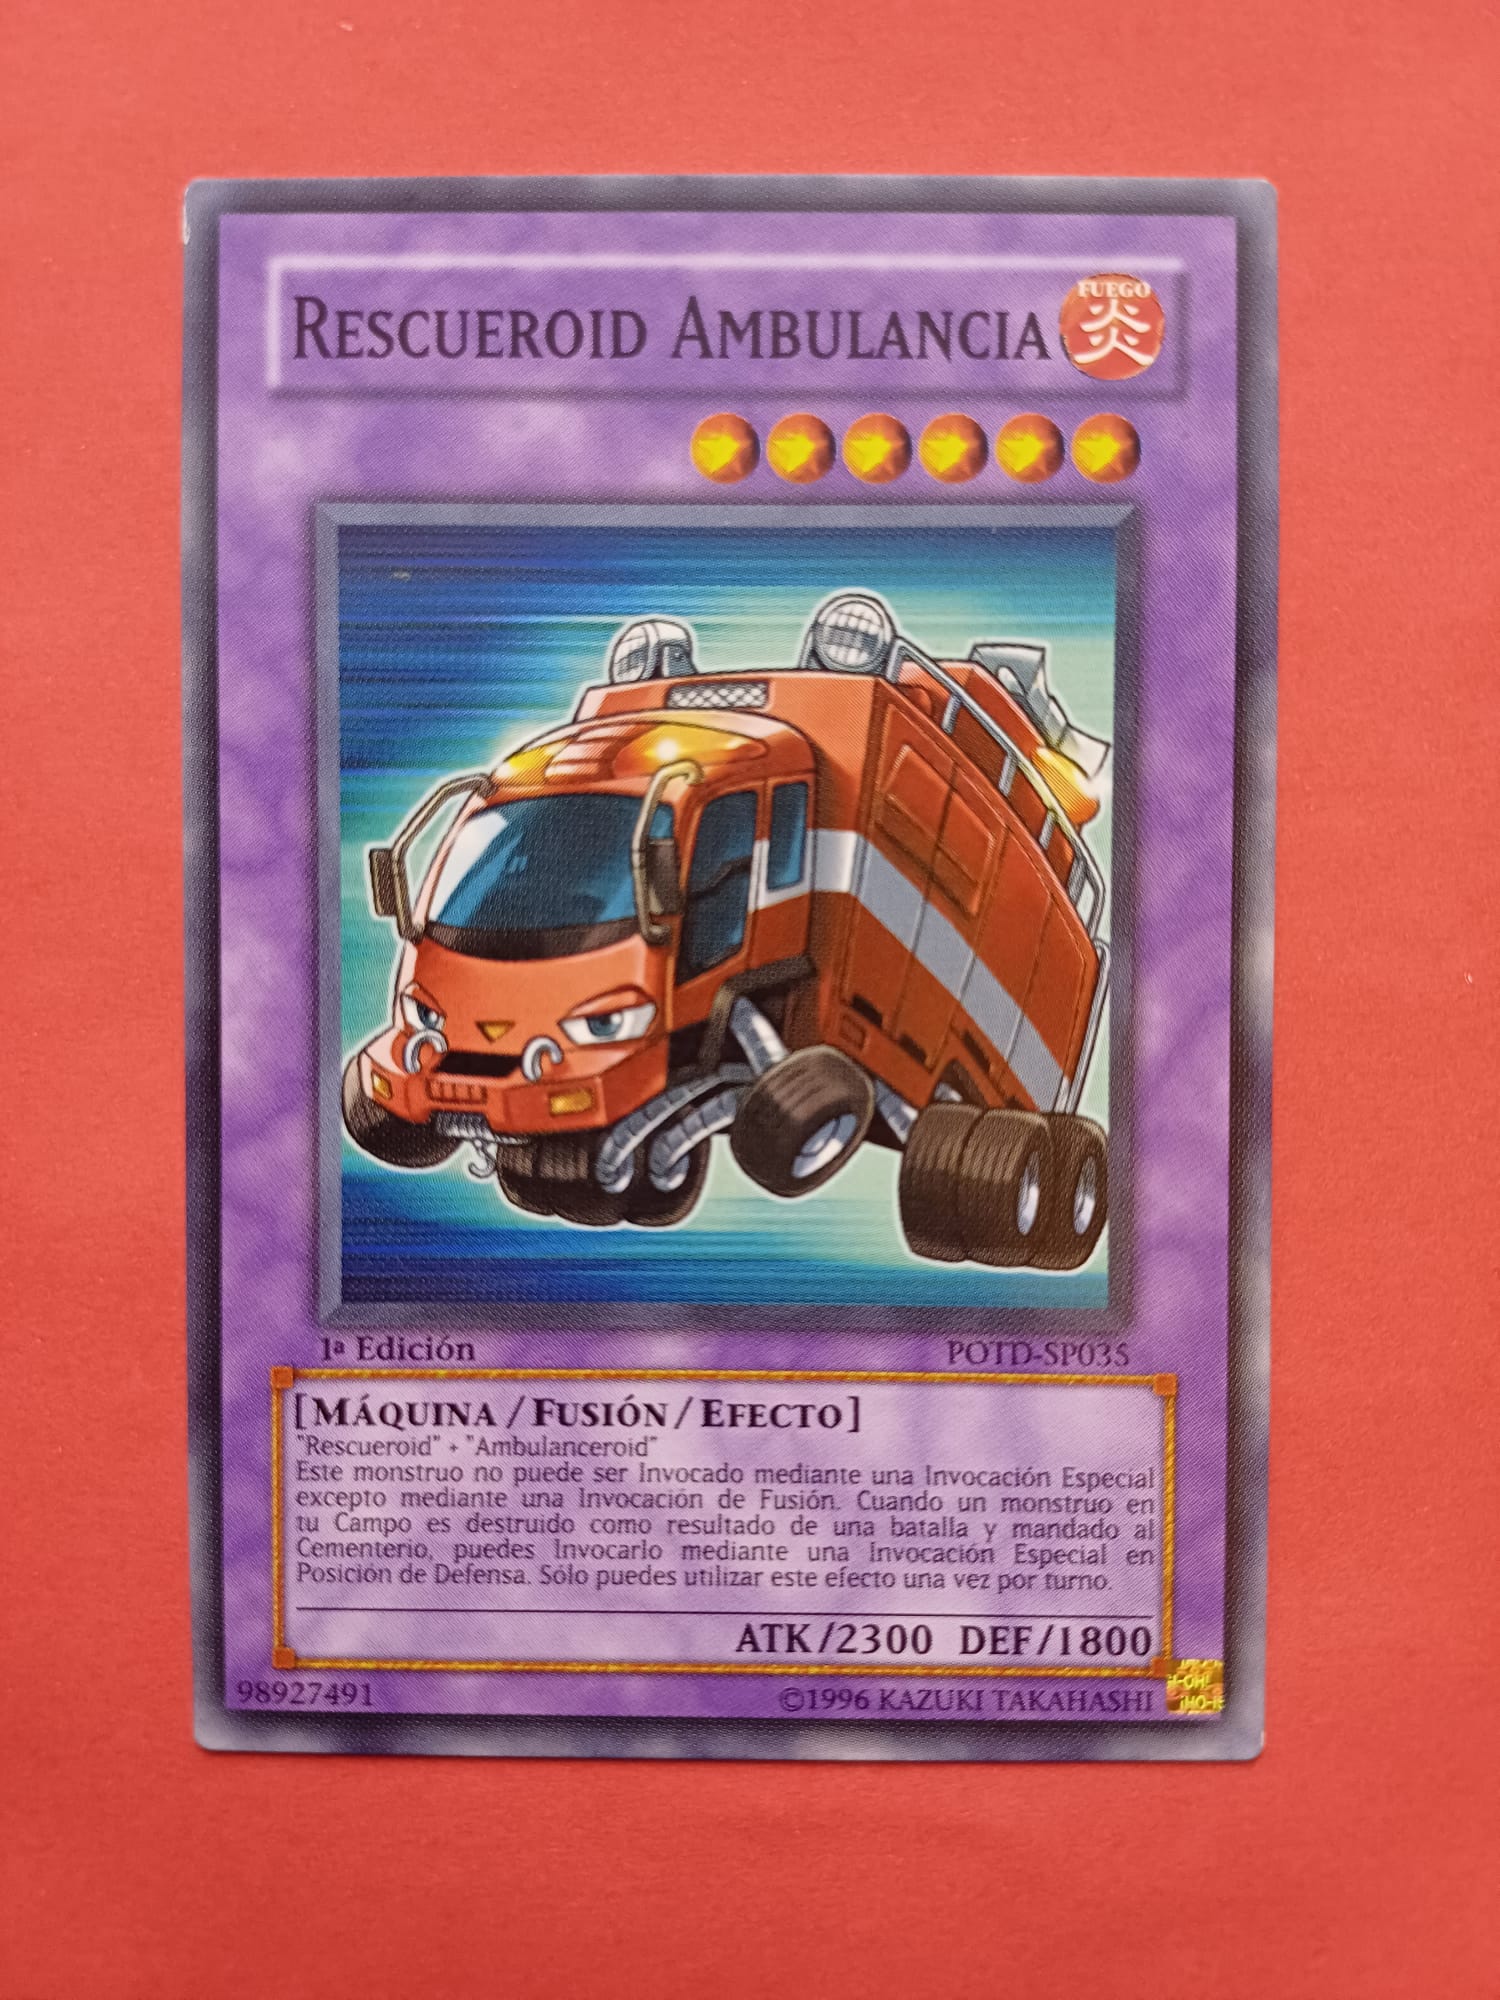 RESCUEROID AMBULANCIA
FUEGO
炎
1ª Edición
POTD-SP035
[MÁQUINA/FUSIÓN/EFECTO]
"Rescueroid" + "Ambulanceroid"
Este monstruo no puede ser Invocado mediante una Invocación Especial
excepto mediante una Invocación de Fusión. Cuando un monstruo en
tu Campo es destruido como resultado de una batalla y mandado al
Cementerio, puedes Invocarlo mediante una Invocación Especial en
Posición de Defensa. Sólo puedes utilizar este efecto una vez por turno.
ATK/2300 DEF/1800
98927491
©1996 KAZUKI TAKAHASHI